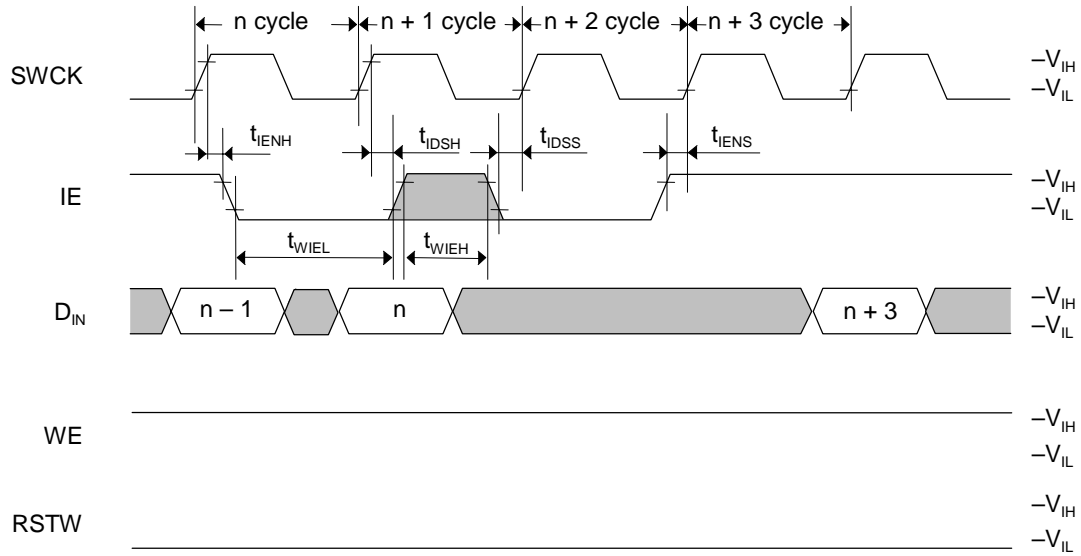 n cycle n + 1 cycle n + 2 cycle n + 3 cycle
SWCK
–VIH
–VIL
tIENH tIDSH tIDSS tIENS
IE
–VIH
–VIL
tWIEL tWIEH
DIN
n – 1 n n + 3
–VIH
–VIL
WE
–VIH
–VIL
RSTW
–VIH
–VIL